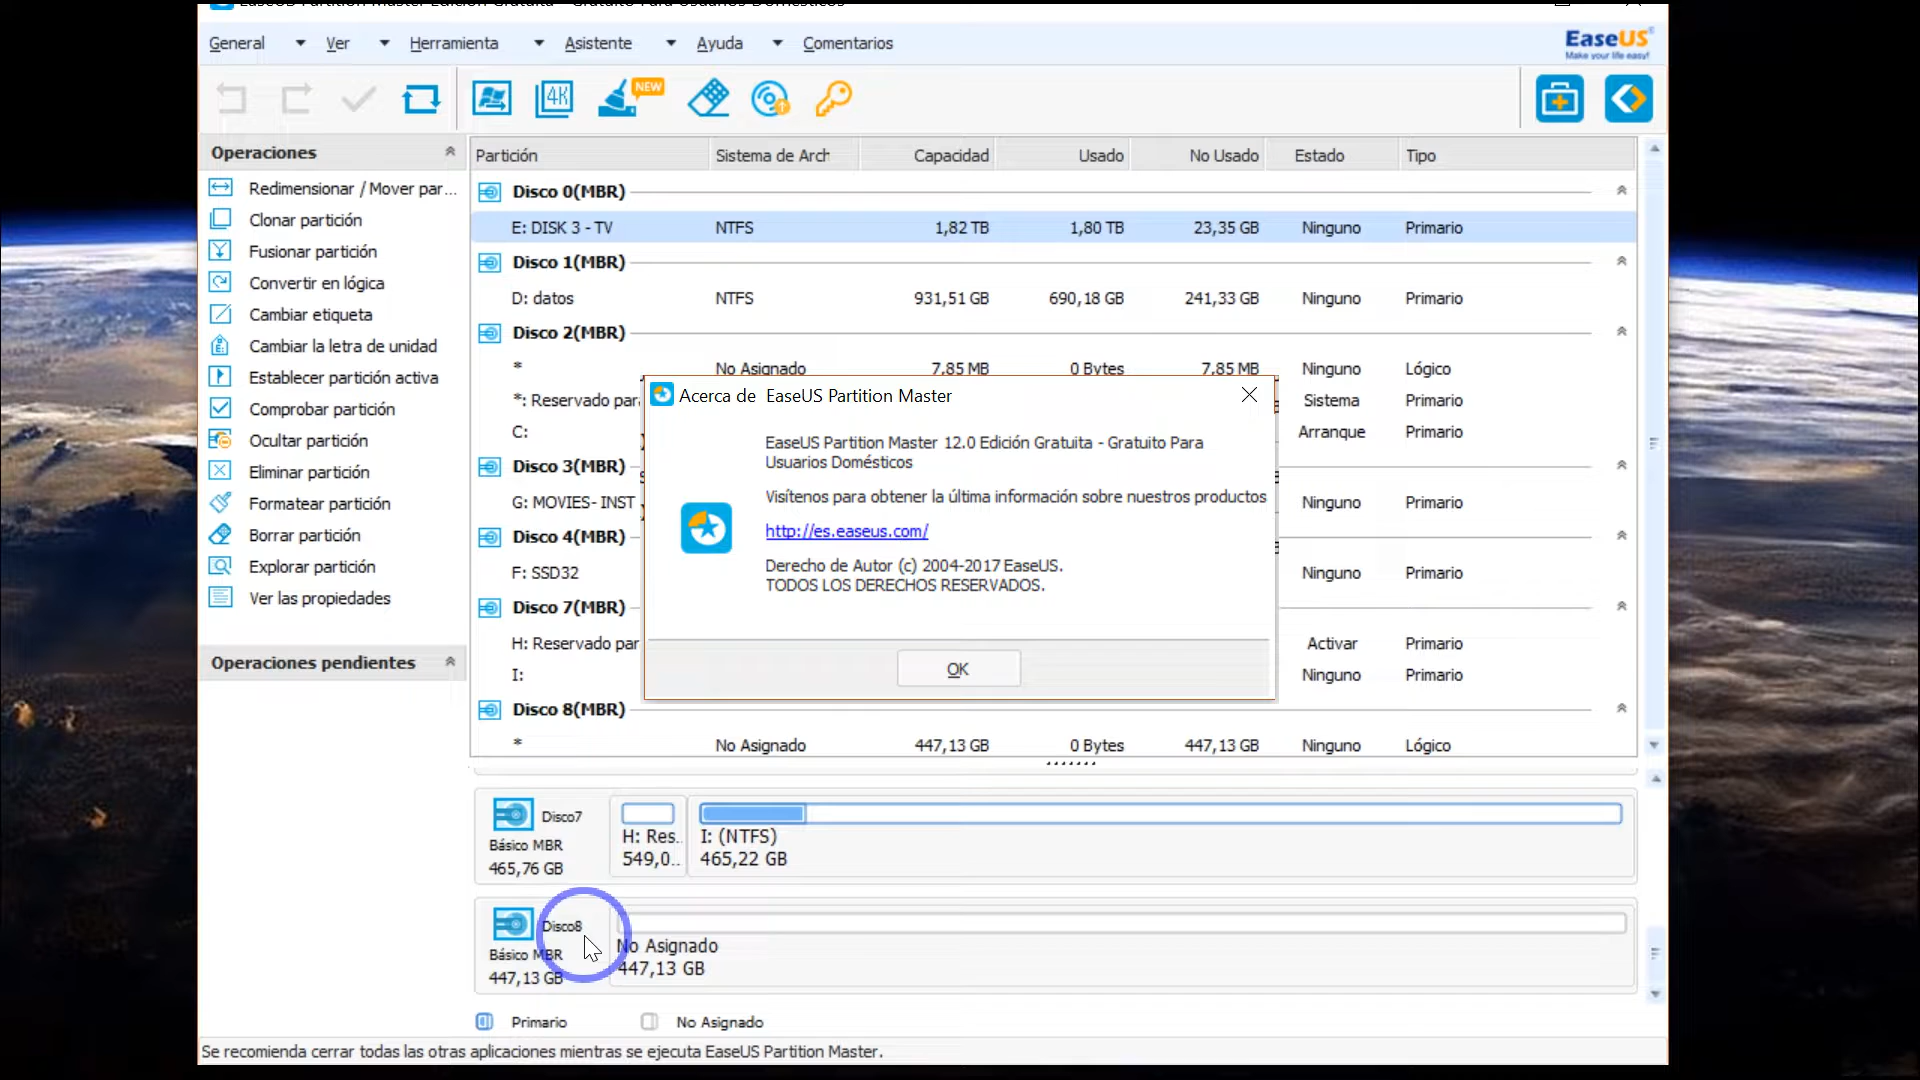 EaseUS Partition Master Edición Gratuita - Gratuito Para Usuarios Domésticos
General Ver Herramienta Asistente Ayuda Comentarios
EaseUS
Make your life easy!
4K NEW
Operaciones
Redimensionar / Mover par...
Clonar partición
Fusionar partición
Convertir en lógica
Cambiar etiqueta
Cambiar la letra de unidad
Establecer partición activa
Comprobar partición
Ocultar partición
Eliminar partición
Formatear partición
Borrar partición
Explorar partición
Ver las propiedades
Operaciones pendientes
Partición Sistema de Arch Capacidad Usado No Usado Estado Tipo
Disco 0(MBR)
E: DISK 3 - TV NTFS 1,82 TB 1,80 TB 23,35 GB Ninguno Primario
Disco 1(MBR)
D: datos NTFS 931,51 GB 690,18 GB 241,33 GB Ninguno Primario
Disco 2(MBR)
* No Asignado 7,85 MB 0 Bytes 7,85 MB Ninguno Lógico
*: Reservado par Sistema Primario
C: Arranque Primario
Disco 3(MBR)
G: MOVIES- INST Ninguno Primario
Disco 4(MBR)
F: SSD32 Ninguno Primario
Disco 7(MBR)
H: Reservado par Activar Primario
I: Ninguno Primario
Disco 8(MBR)
* No Asignado 447,13 GB 0 Bytes 447,13 GB Ninguno Lógico
Acerca de EaseUS Partition Master
EaseUS Partition Master 12.0 Edición Gratuita - Gratuito Para
Usuarios Domésticos
Visítenos para obtener la última información sobre nuestros productos
http://es.easeus.com/
Derecho de Autor (c) 2004-2017 EaseUS.
TODOS LOS DERECHOS RESERVADOS.
OK
Disco7
Básico MBR
465,76 GB
H: Res..
549,0..
I: (NTFS)
465,22 GB
Disco8
Básico MBR
447,13 GB
No Asignado
447,13 GB
Primario No Asignado
Se recomienda cerrar todas las otras aplicaciones mientras se ejecuta EaseUS Partition Master.